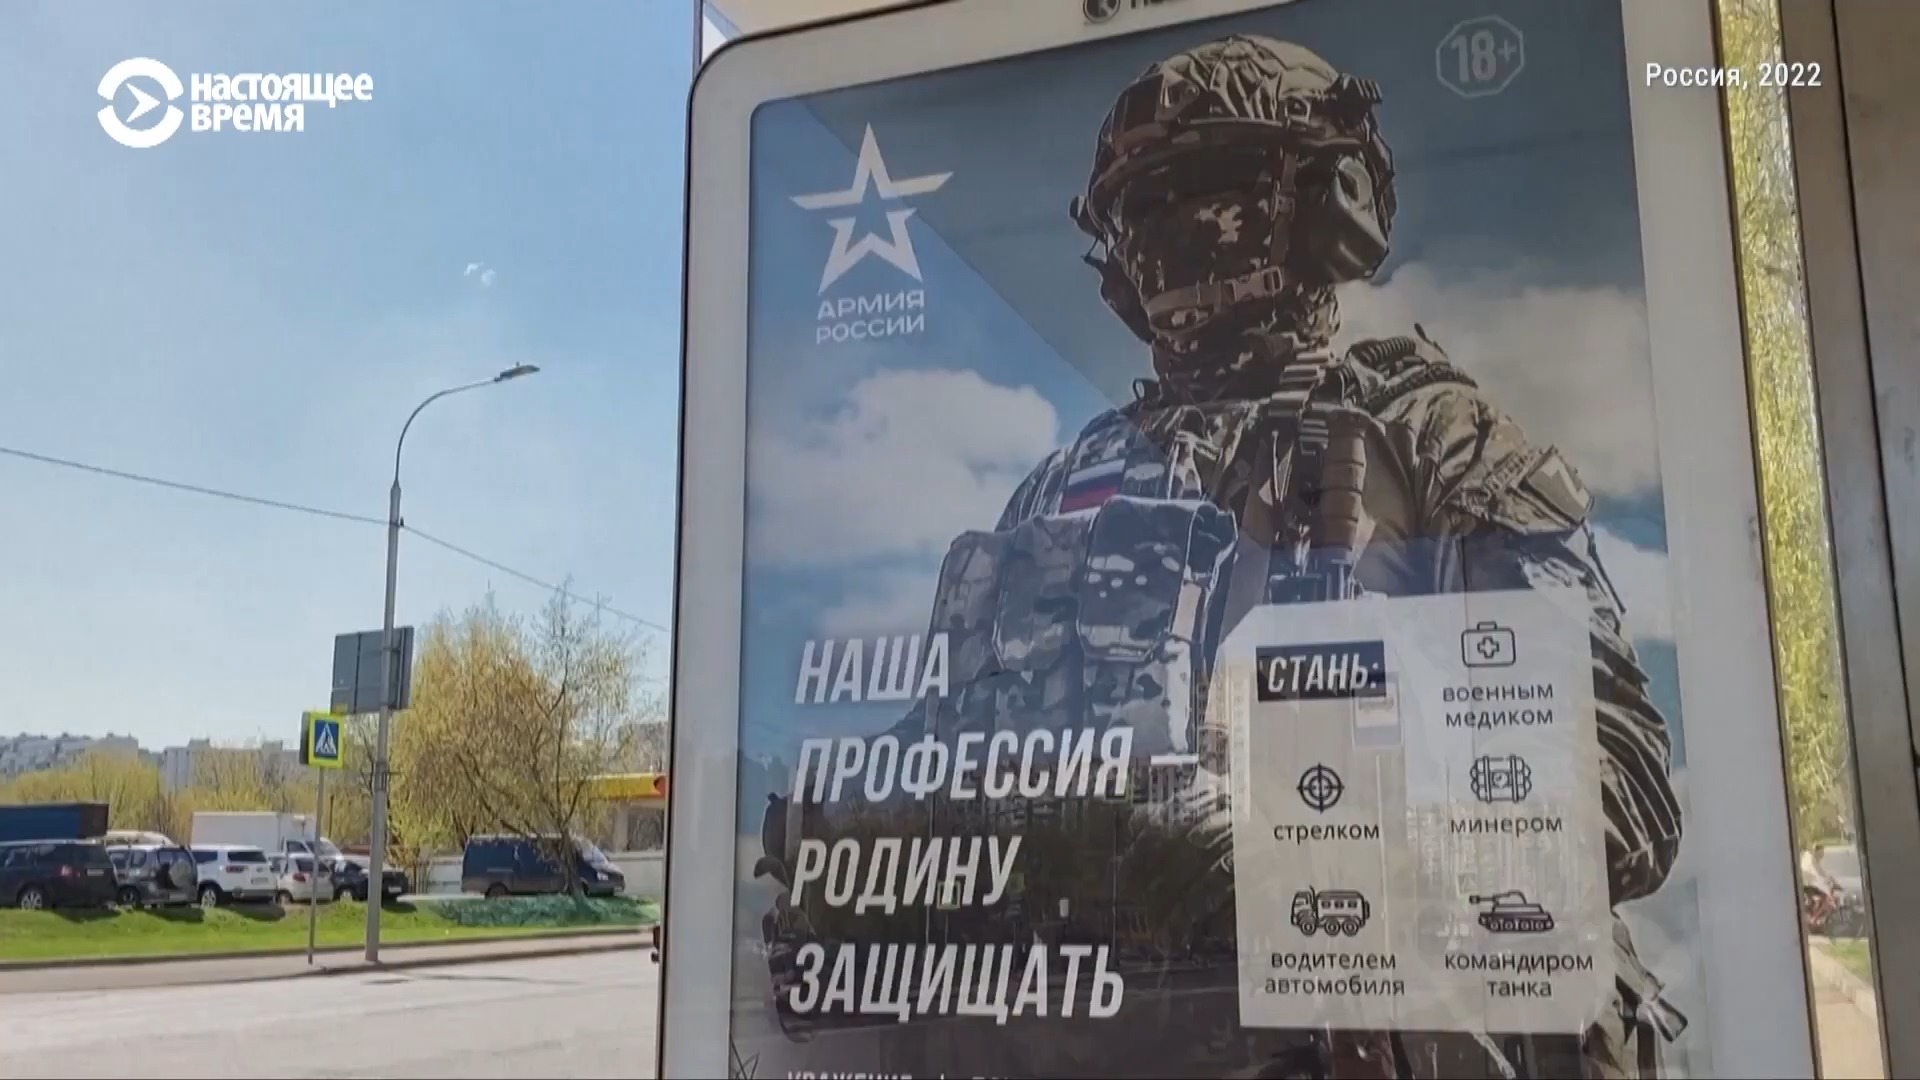 НАСТОЯЩЕЕ
ВРЕМЯ
Россия, 2022
18+
АРМИЯ
РОССИИ
НАША
ПРОФЕССИЯ —
РОДИНУ
ЗАЩИЩАТЬ
СТАНЬ:
военным
медиком
стрелком
минером
водителем
автомобиля
командиром
танка